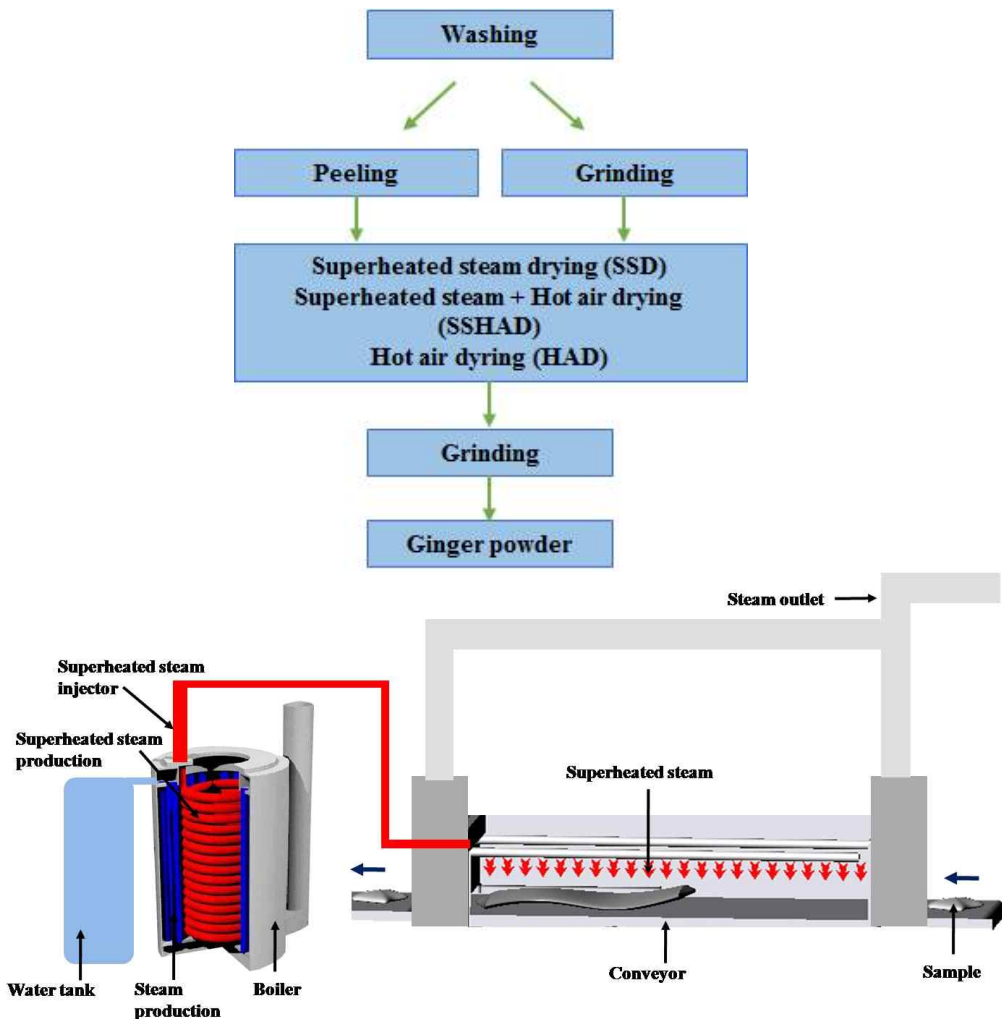 Washing
Peeling
Grinding
Superheated steam drying (SSD)
Superheated steam + Hot air drying
(SSHAD)
Hot air dyring (HAD)
Grinding
Ginger powder
Steam outlet
Superheated steam
injector
Superheated steam
production
Superheated steam
Water tank
Steam
production
Boiler
Conveyor
Sample